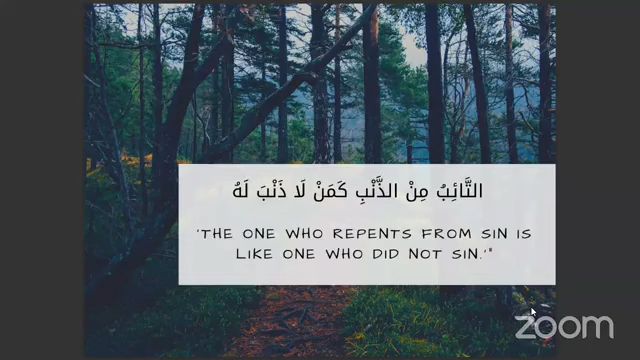 التَّائِبُ مِنْ الذَّنْبِ كَمَنْ لَا ذَنْبَ لَهُ
'THE ONE WHO REPENTS FROM SIN IS
LIKE ONE WHO DID NOT SIN.'"
zoom